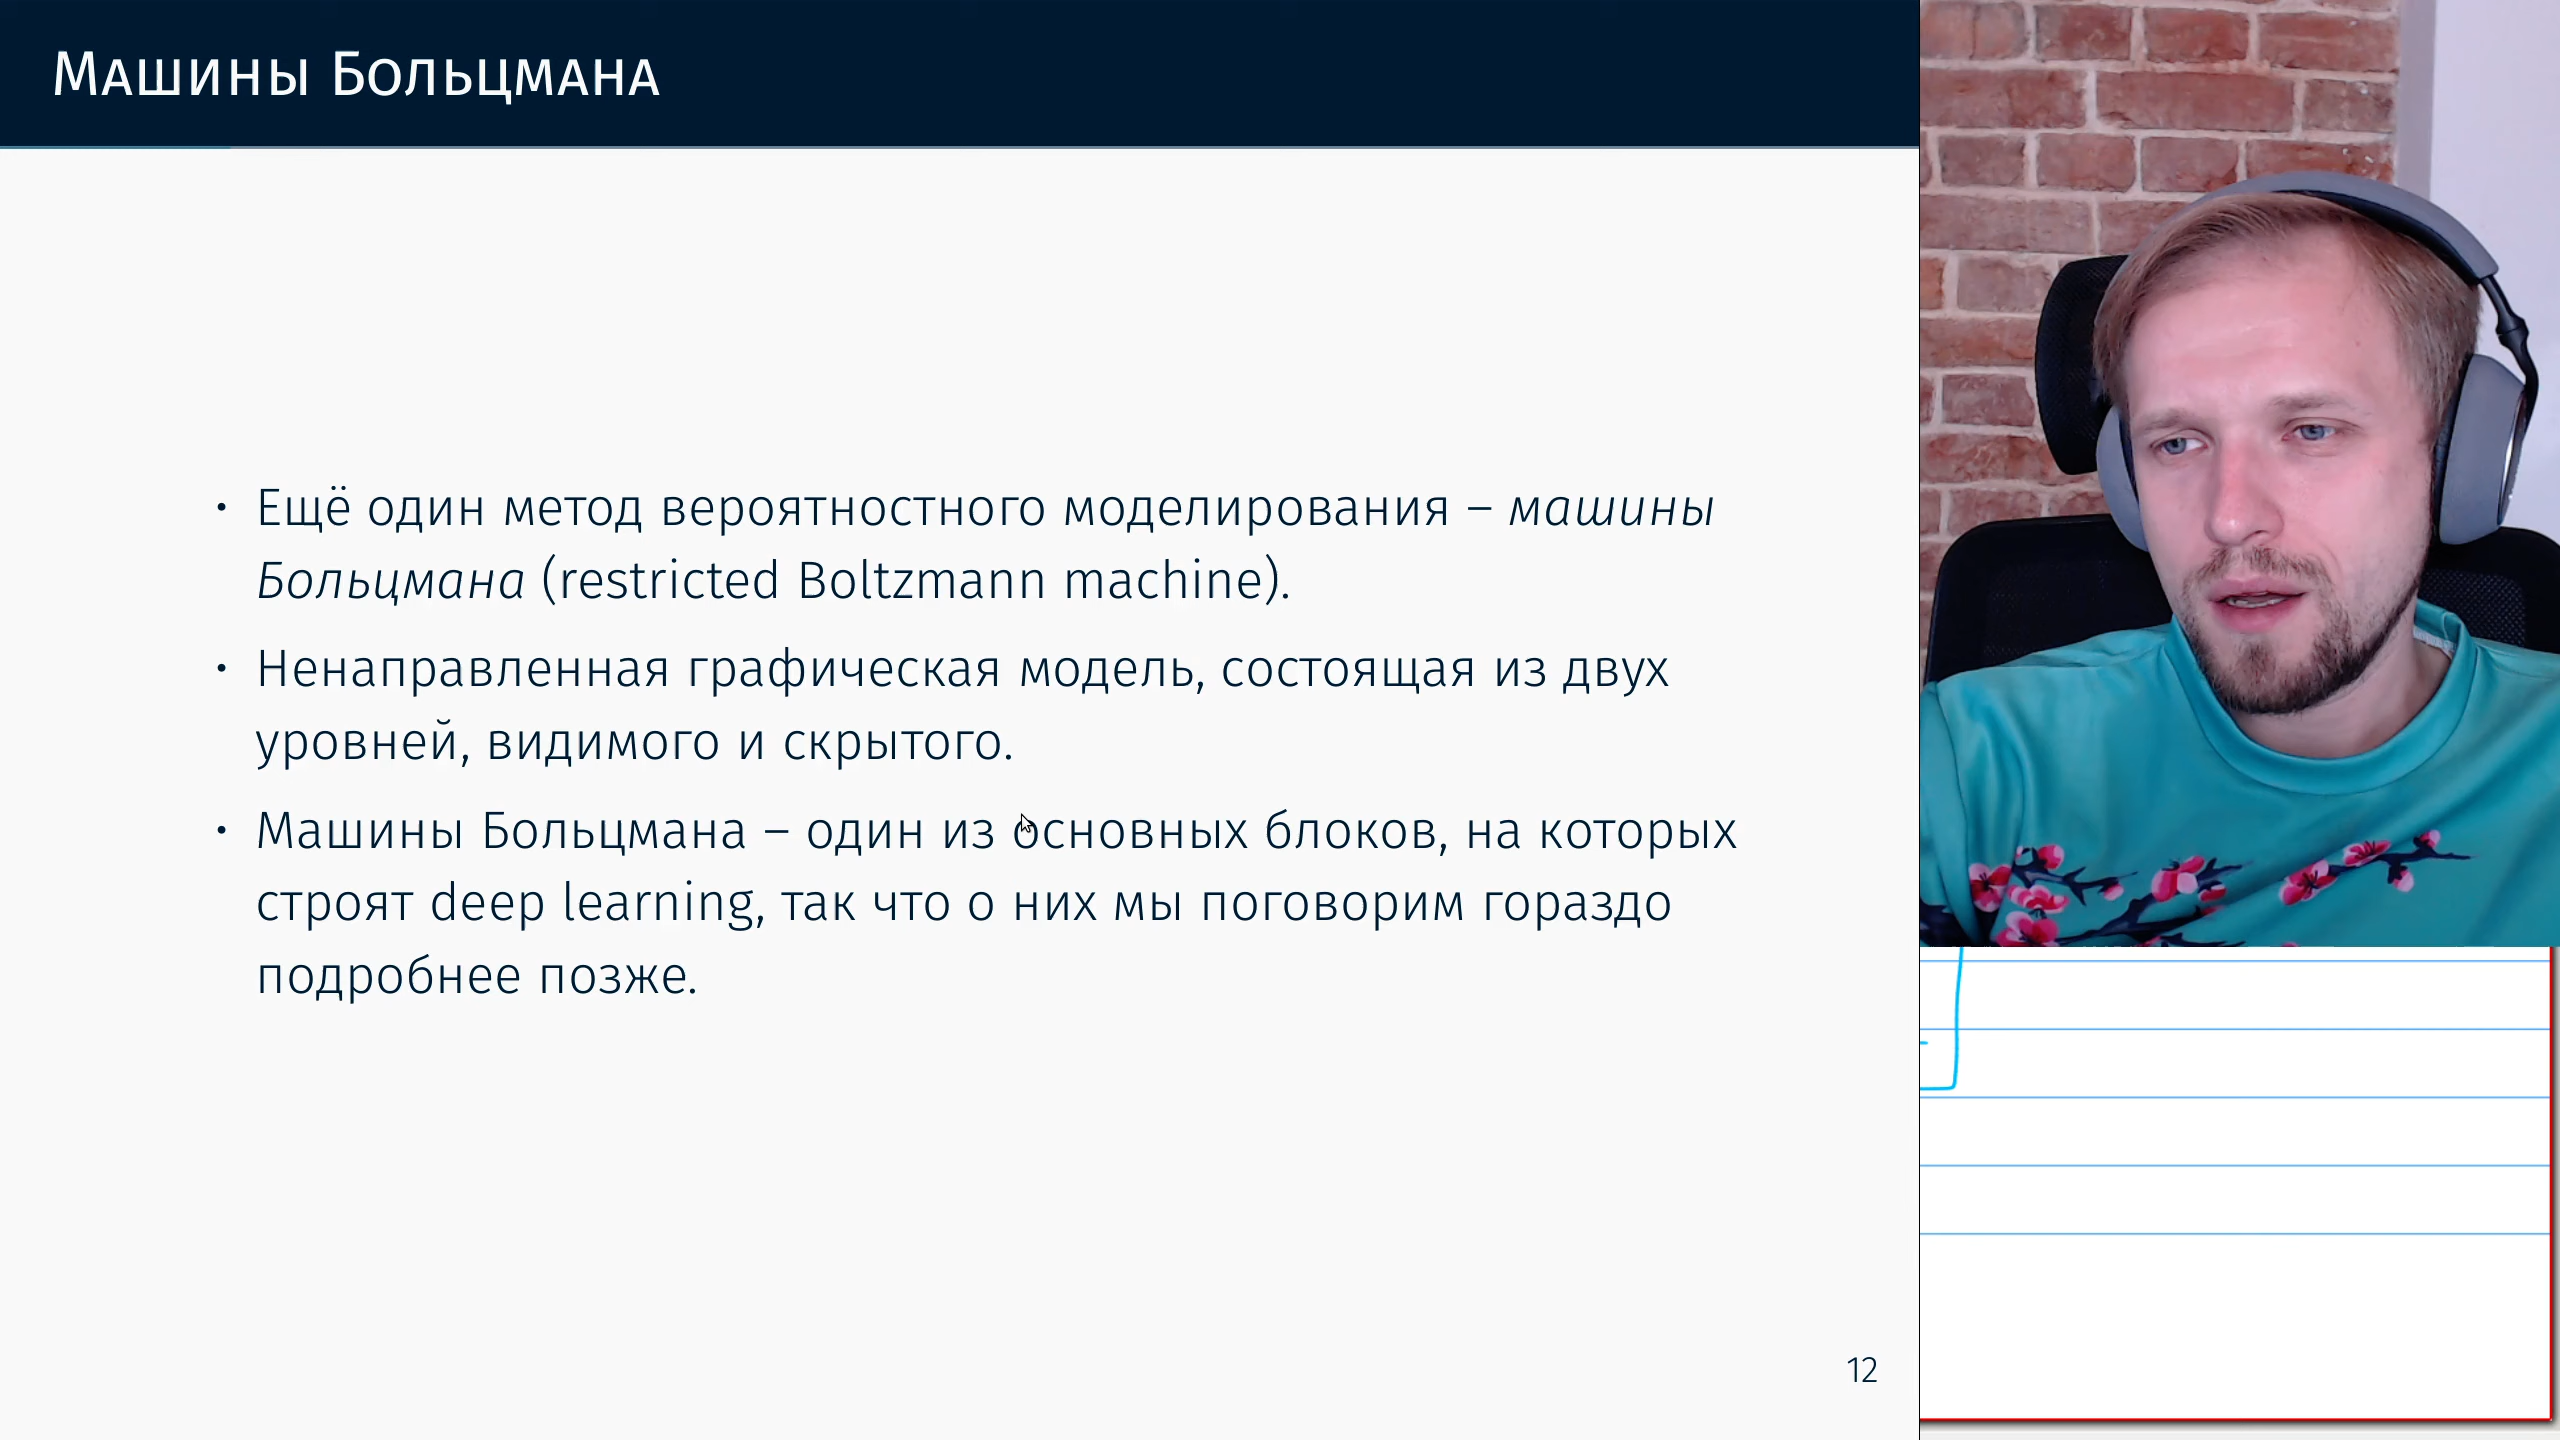 Машины Больцмана
• Ещё один метод вероятностного моделирования – машины
Больцмана (restricted Boltzmann machine).
• Ненаправленная графическая модель, состоящая из двух
уровней, видимого и скрытого.
• Машины Больцмана – один из основных блоков, на которых
строят deep learning, так что о них мы поговорим гораздо
подробнее позже.
12